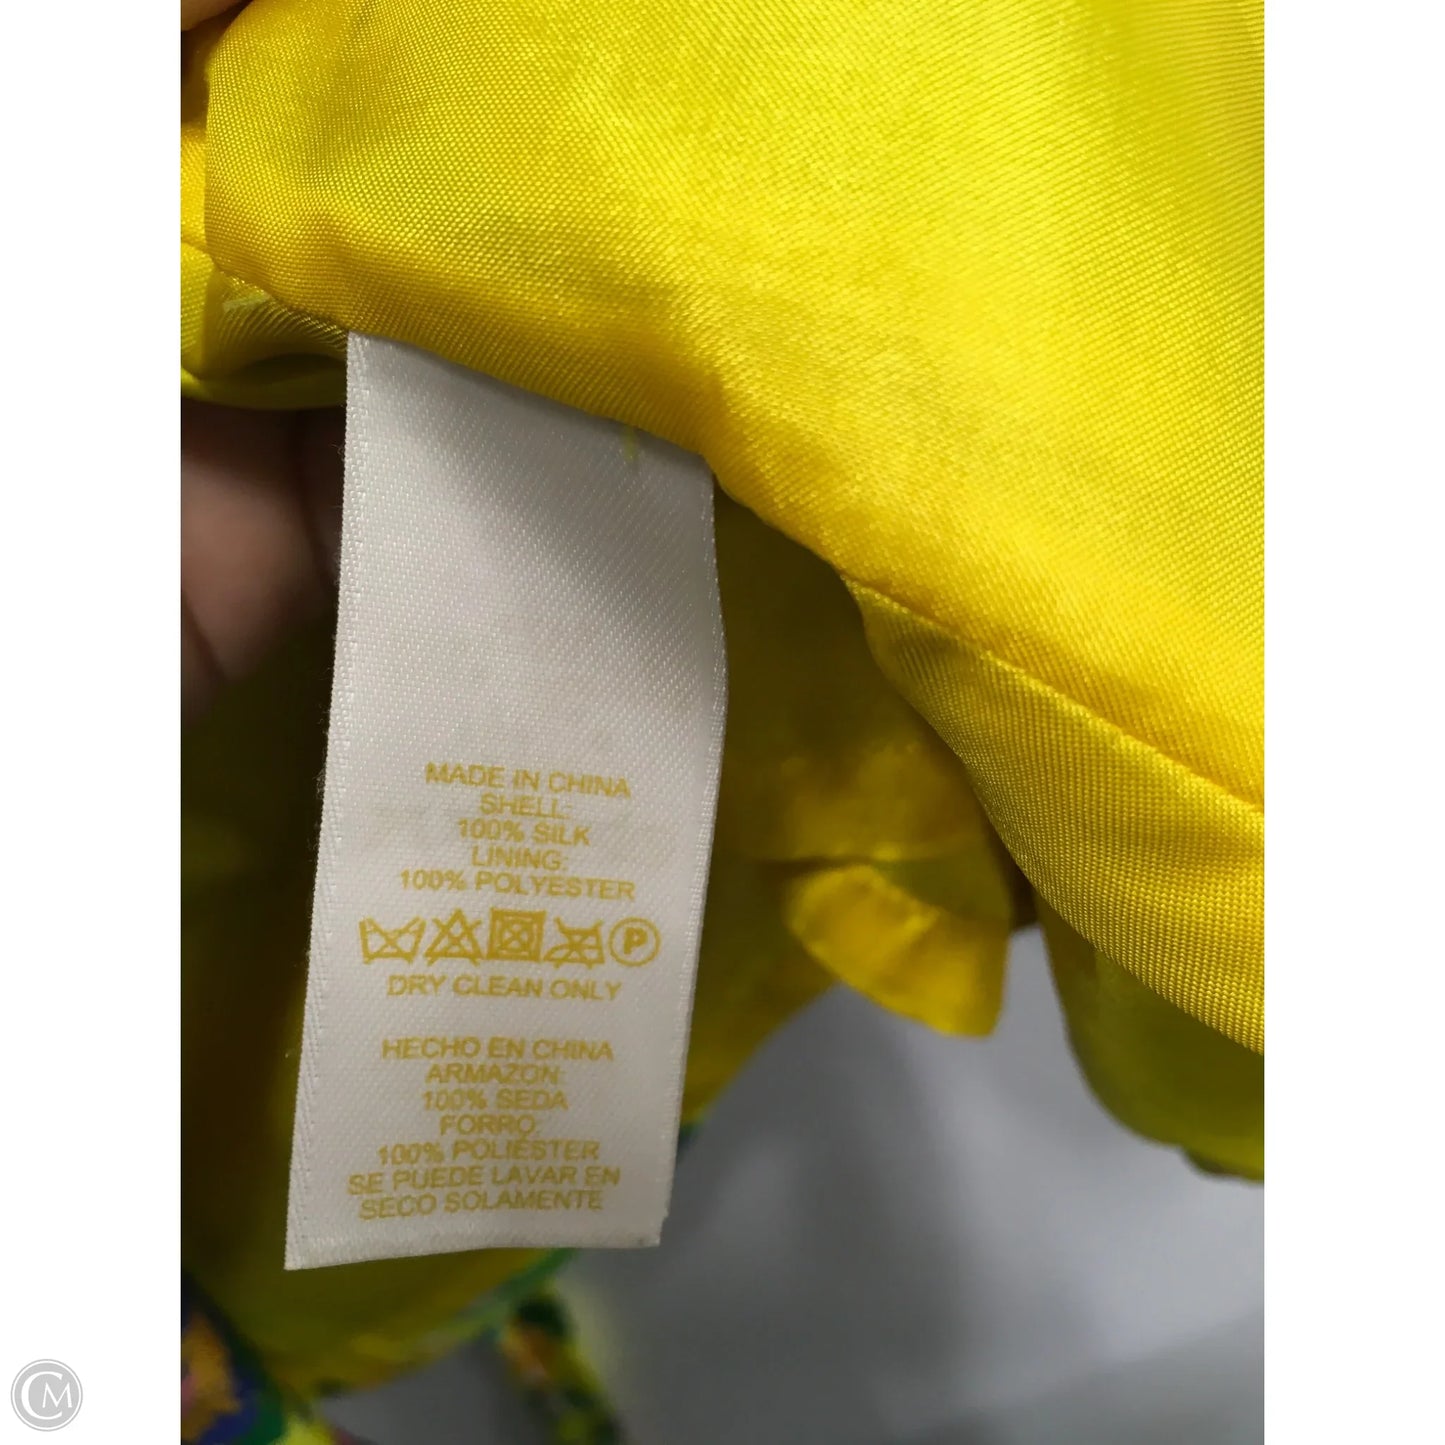 MADE IN CHINA
SHELL:
100% SILK
LINING:
100% POLYESTER
P
DRY CLEAN ONLY
HECHO EN CHINA
ARMAZON:
100% SEDA
FORRO:
100% POLIÉSTER
SE PUEDE LAVAR EN
SECO SOLAMENTE
CM